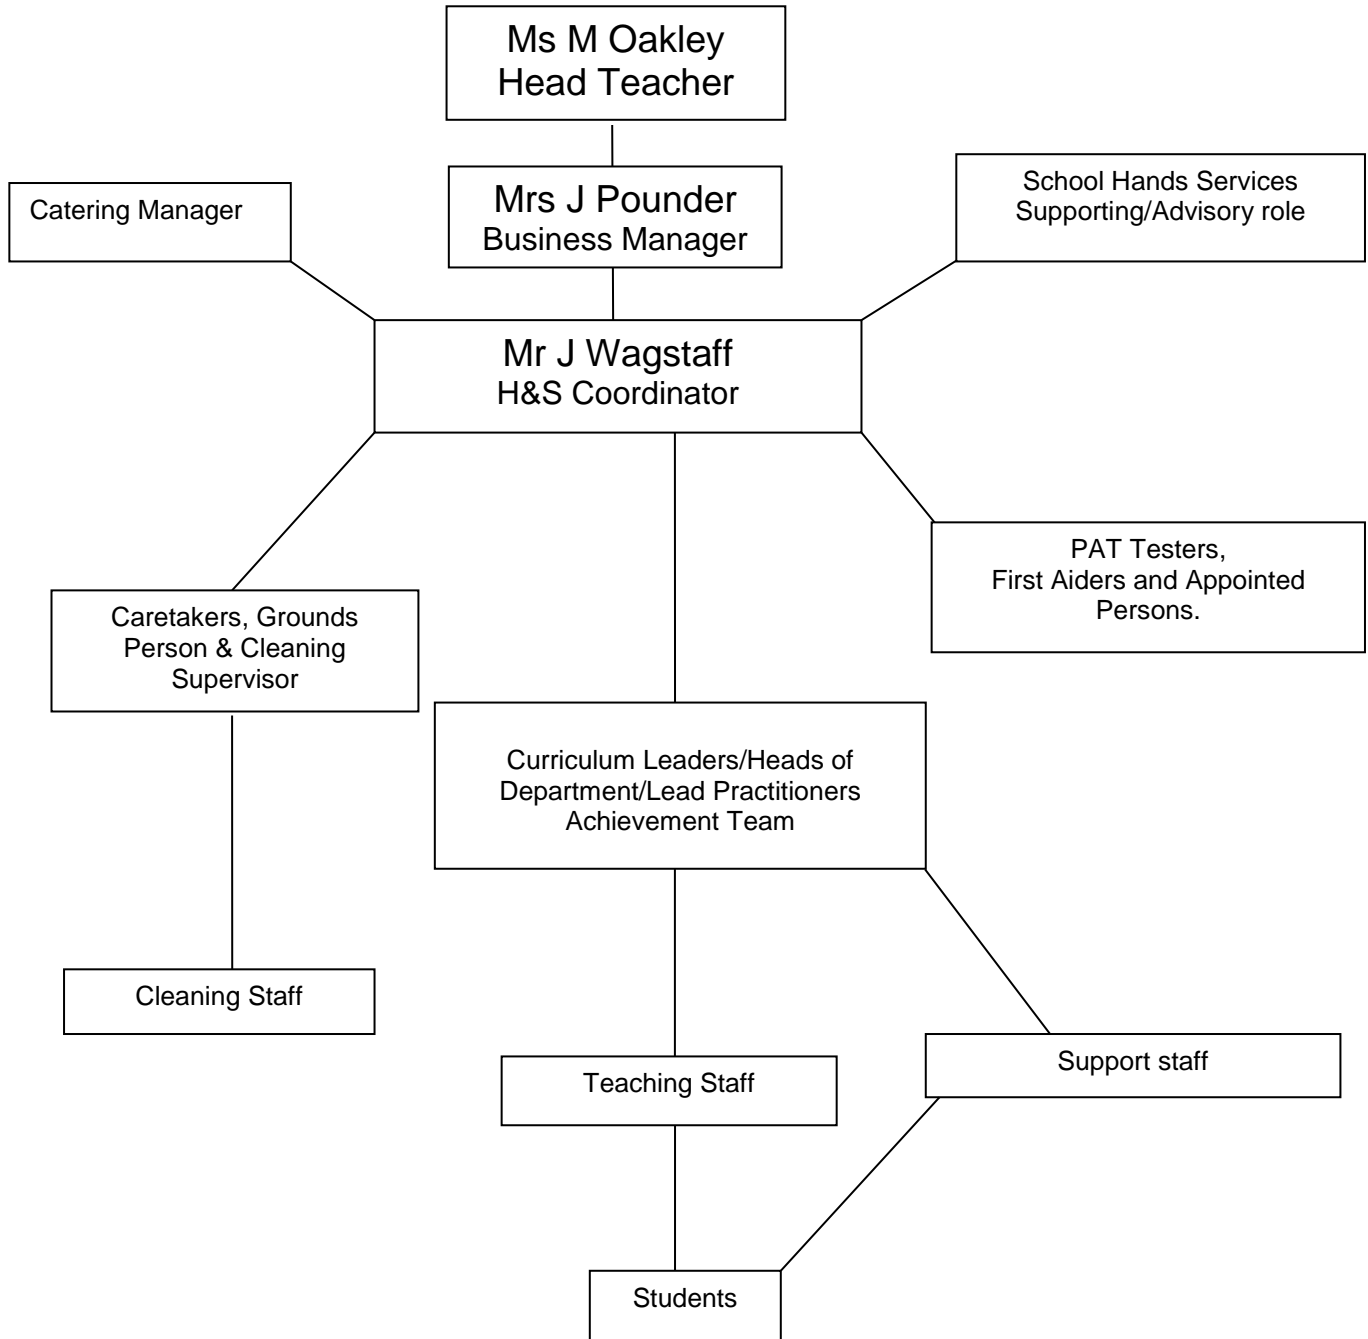 Ms M Oakley
Head Teacher
Mrs J Pounder
Business Manager
Catering Manager
School Hands Services
Supporting/Advisory role
Mr J Wagstaff
H&S Coordinator
PAT Testers,
First Aiders and Appointed
Persons.
Caretakers, Grounds
Person & Cleaning
Supervisor
Curriculum Leaders/Heads of
Department/Lead Practitioners
Achievement Team
Cleaning Staff
Teaching Staff
Support staff
Students